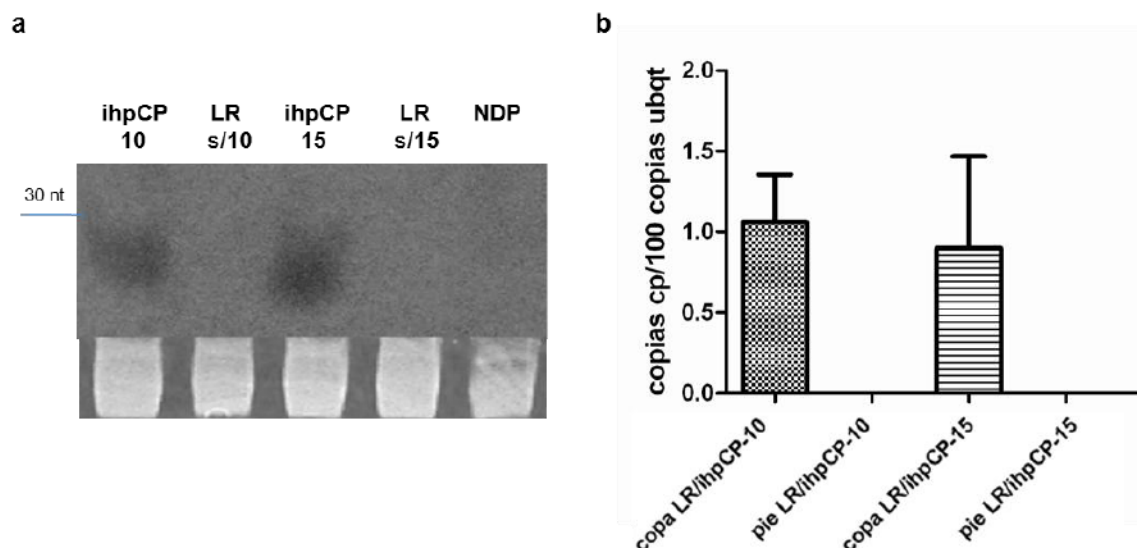 a
ihpCP LR ihpCP LR NDP
10 s/10 15 s/15
30 nt
b
copias cp/100 copias ubqt
2.0
1.5
1.0
0.5
0.0
copa LR/ihpCP-10
pie LR/ihpCP-10
copa LR/ihpCP-15
pie LR/ihpCP-15